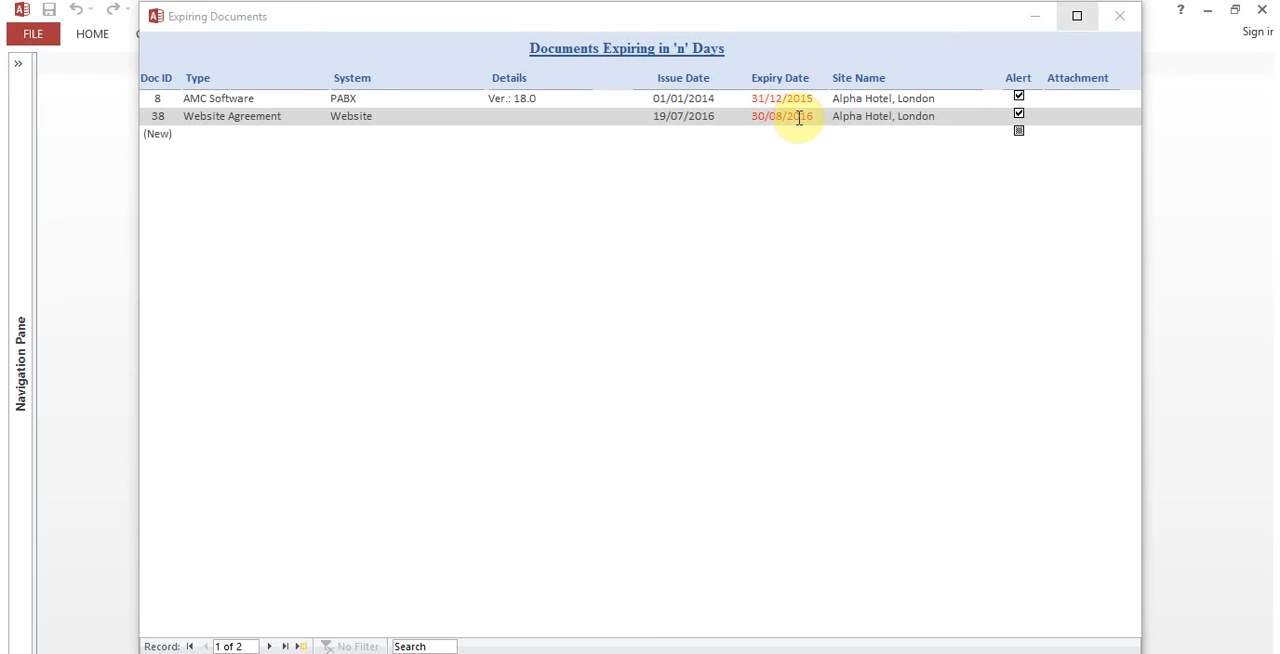 Expiring Documents
?
FILE
HOME
Sign in
Documents Expiring in 'n' Days
Doc ID Type System Details Issue Date Expiry Date Site Name Alert Attachment
8 AMC Software PABX Ver.: 18.0 01/01/2014 31/12/2015 Alpha Hotel, London
38 Website Agreement Website 19/07/2016 30/08/2016 Alpha Hotel, London
(New)
Navigation Pane
Record: 1 of 2 No Filter Search